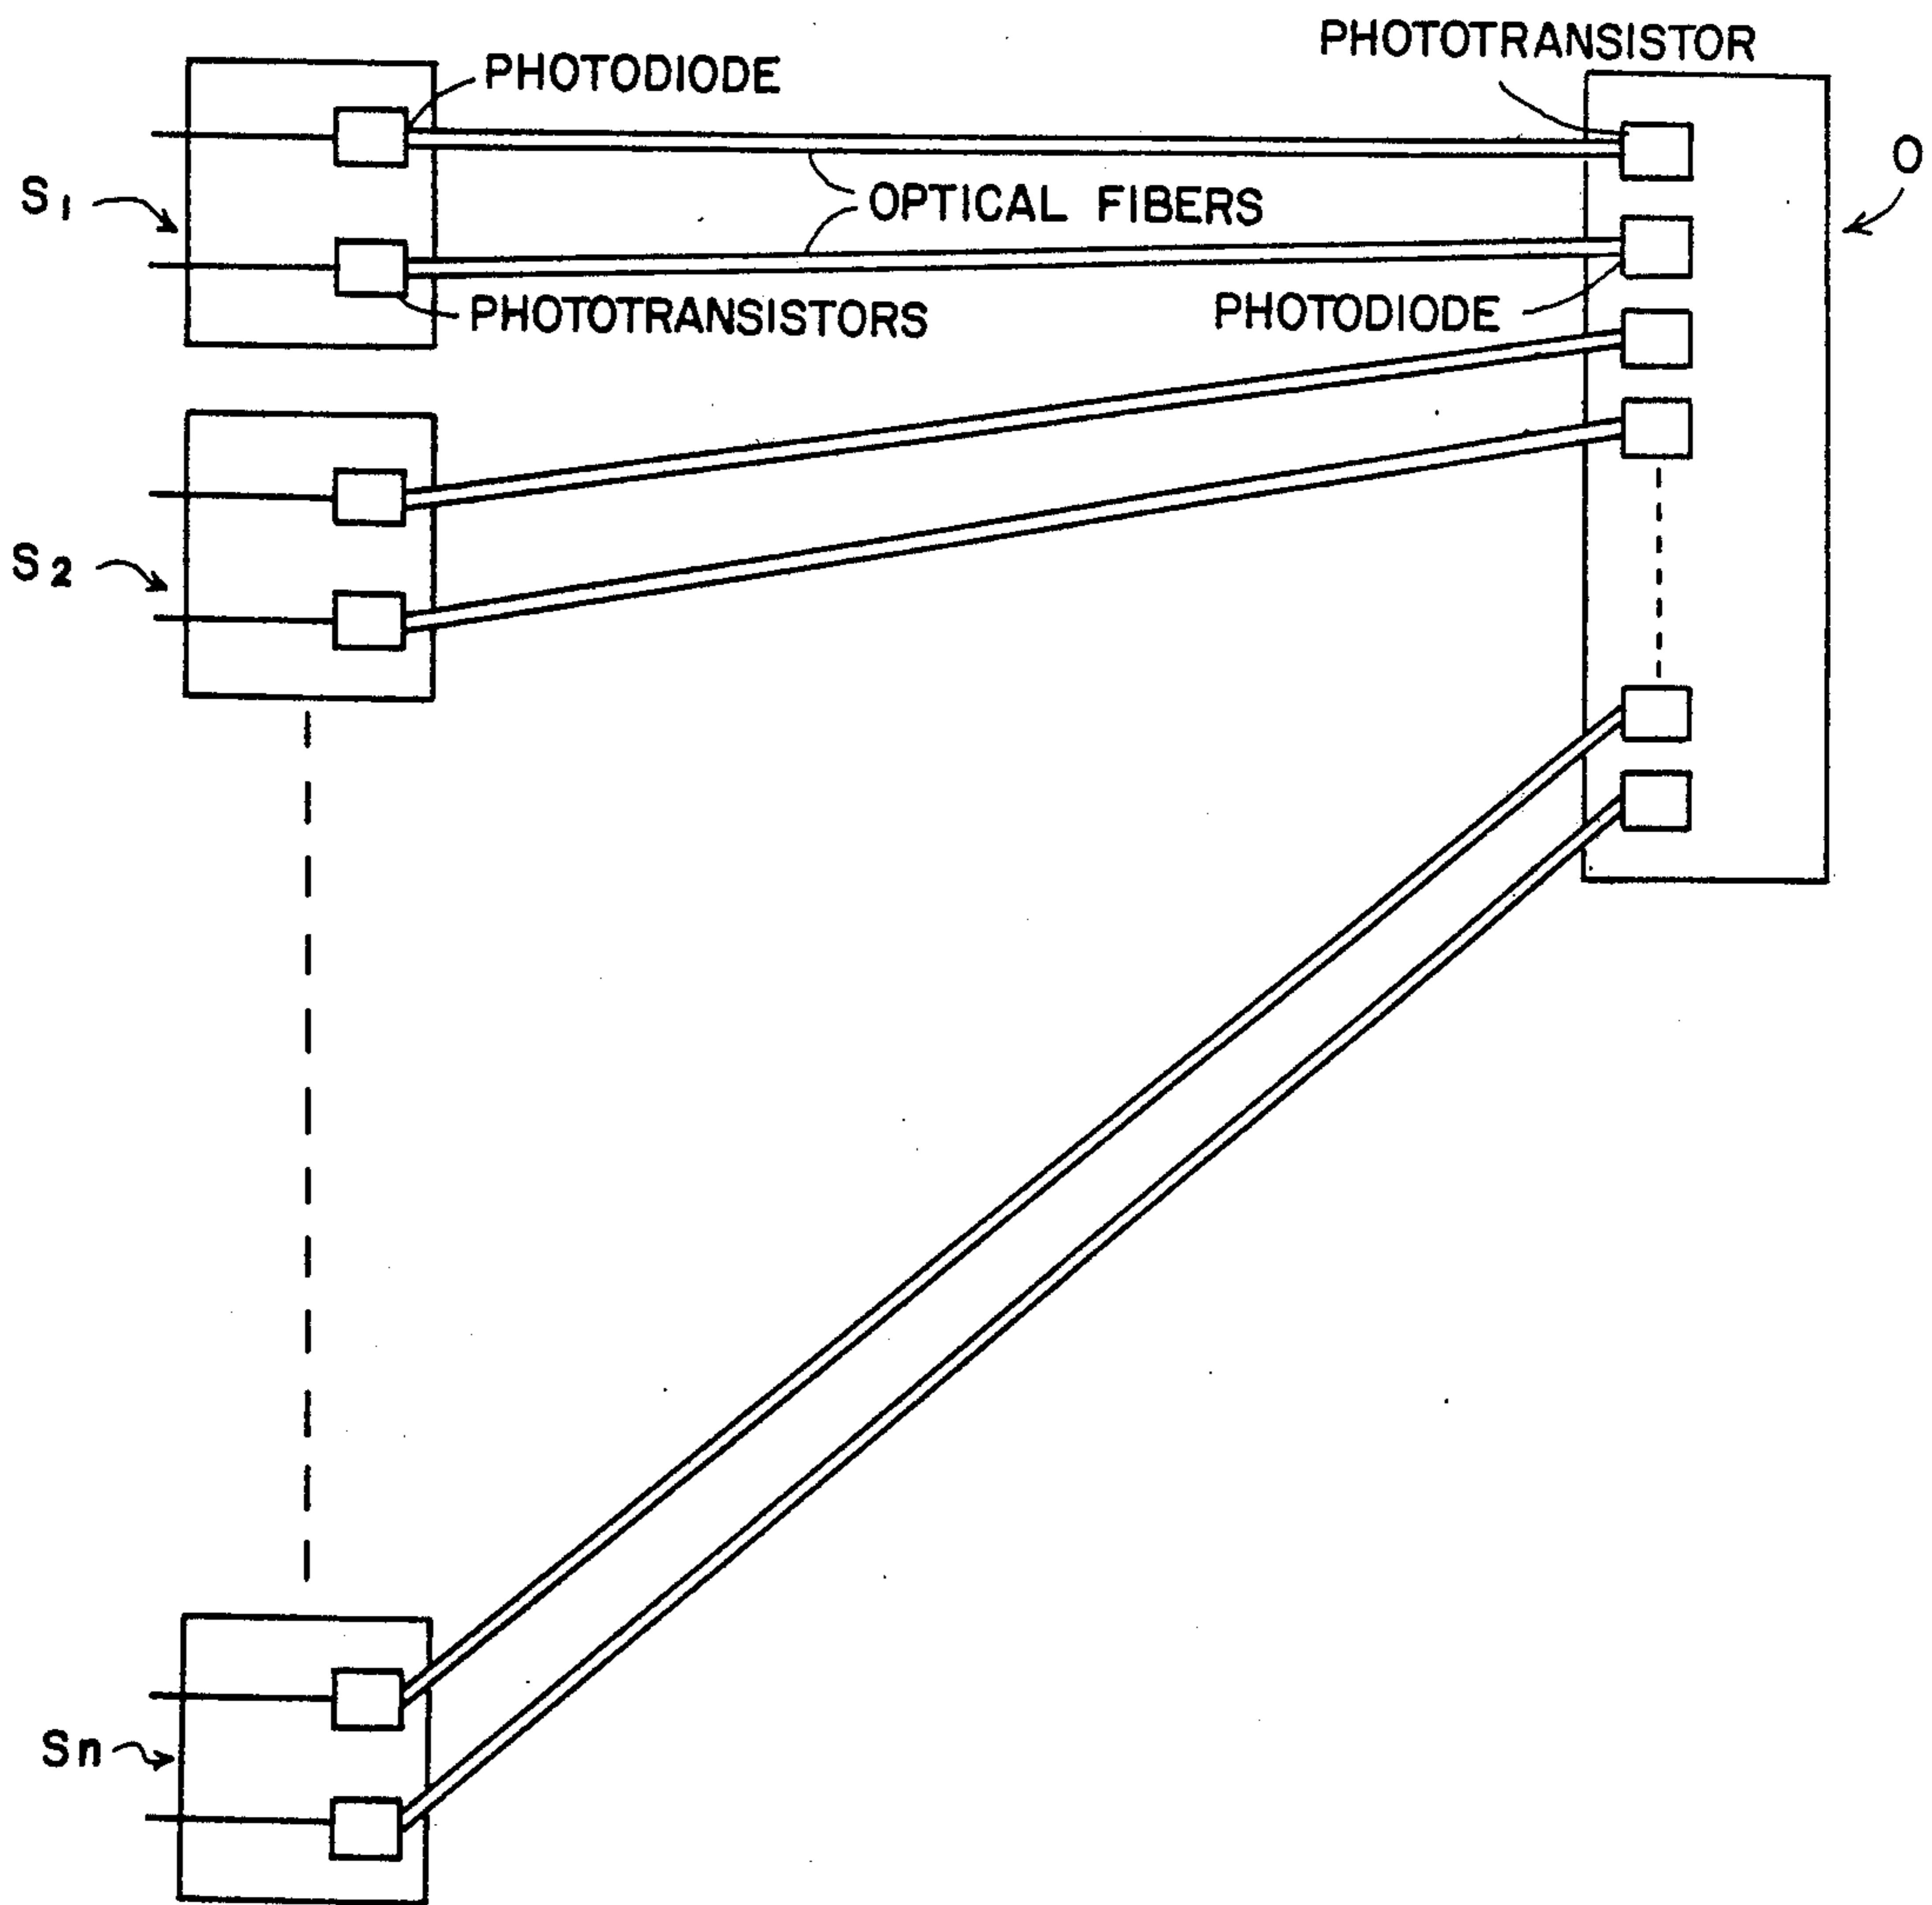 PHOTOTRANSISTOR
PHOTODIODE
O
S1
OPTICAL FIBERS
PHOTOTRANSISTORS
PHOTODIODE
S2
Sn